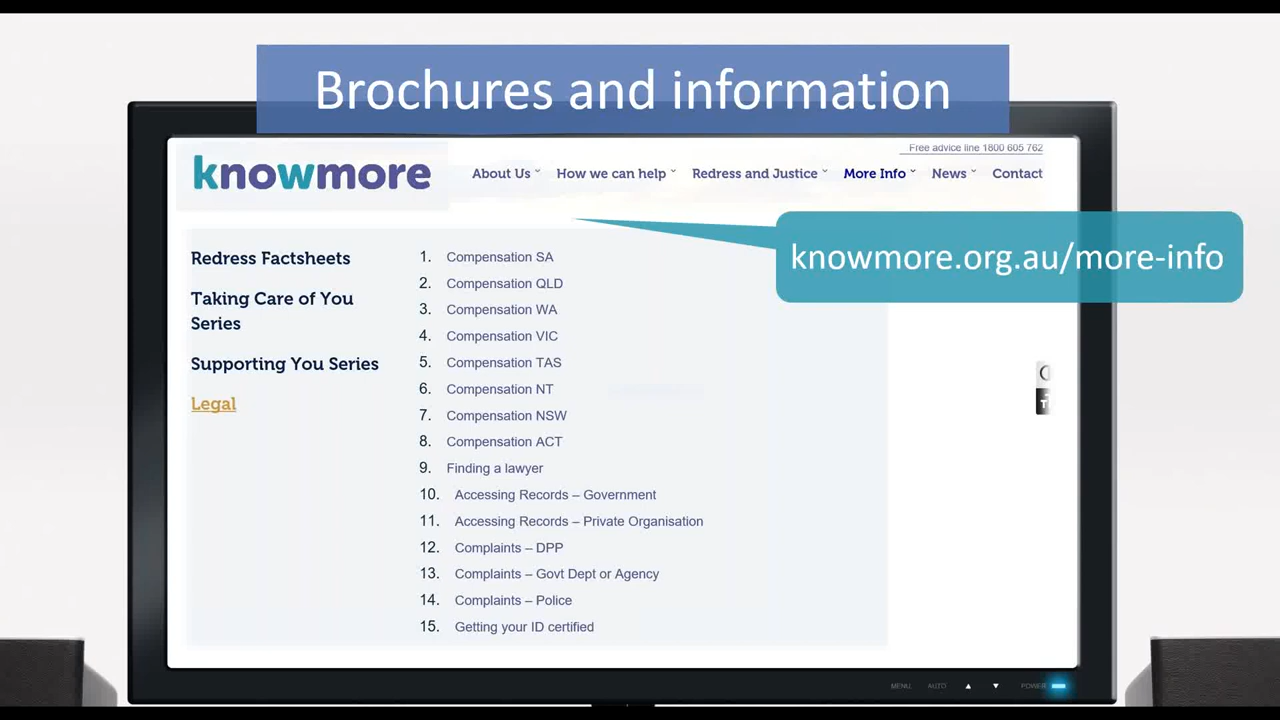 Brochures and information
Free advice line 1800 605 762
knowmore
About Us How we can help Redress and Justice More Info News Contact
knowmore.org.au/more-info
Redress Factsheets
Taking Care of You
Series
Supporting You Series
Legal
1. Compensation SA
2. Compensation QLD
3. Compensation WA
4. Compensation VIC
5. Compensation TAS
6. Compensation NT
7. Compensation NSW
8. Compensation ACT
9. Finding a lawyer
10. Accessing Records – Government
11. Accessing Records – Private Organisation
12. Complaints – DPP
13. Complaints – Govt Dept or Agency
14. Complaints – Police
15. Getting your ID certified
MENU AUTO POWER